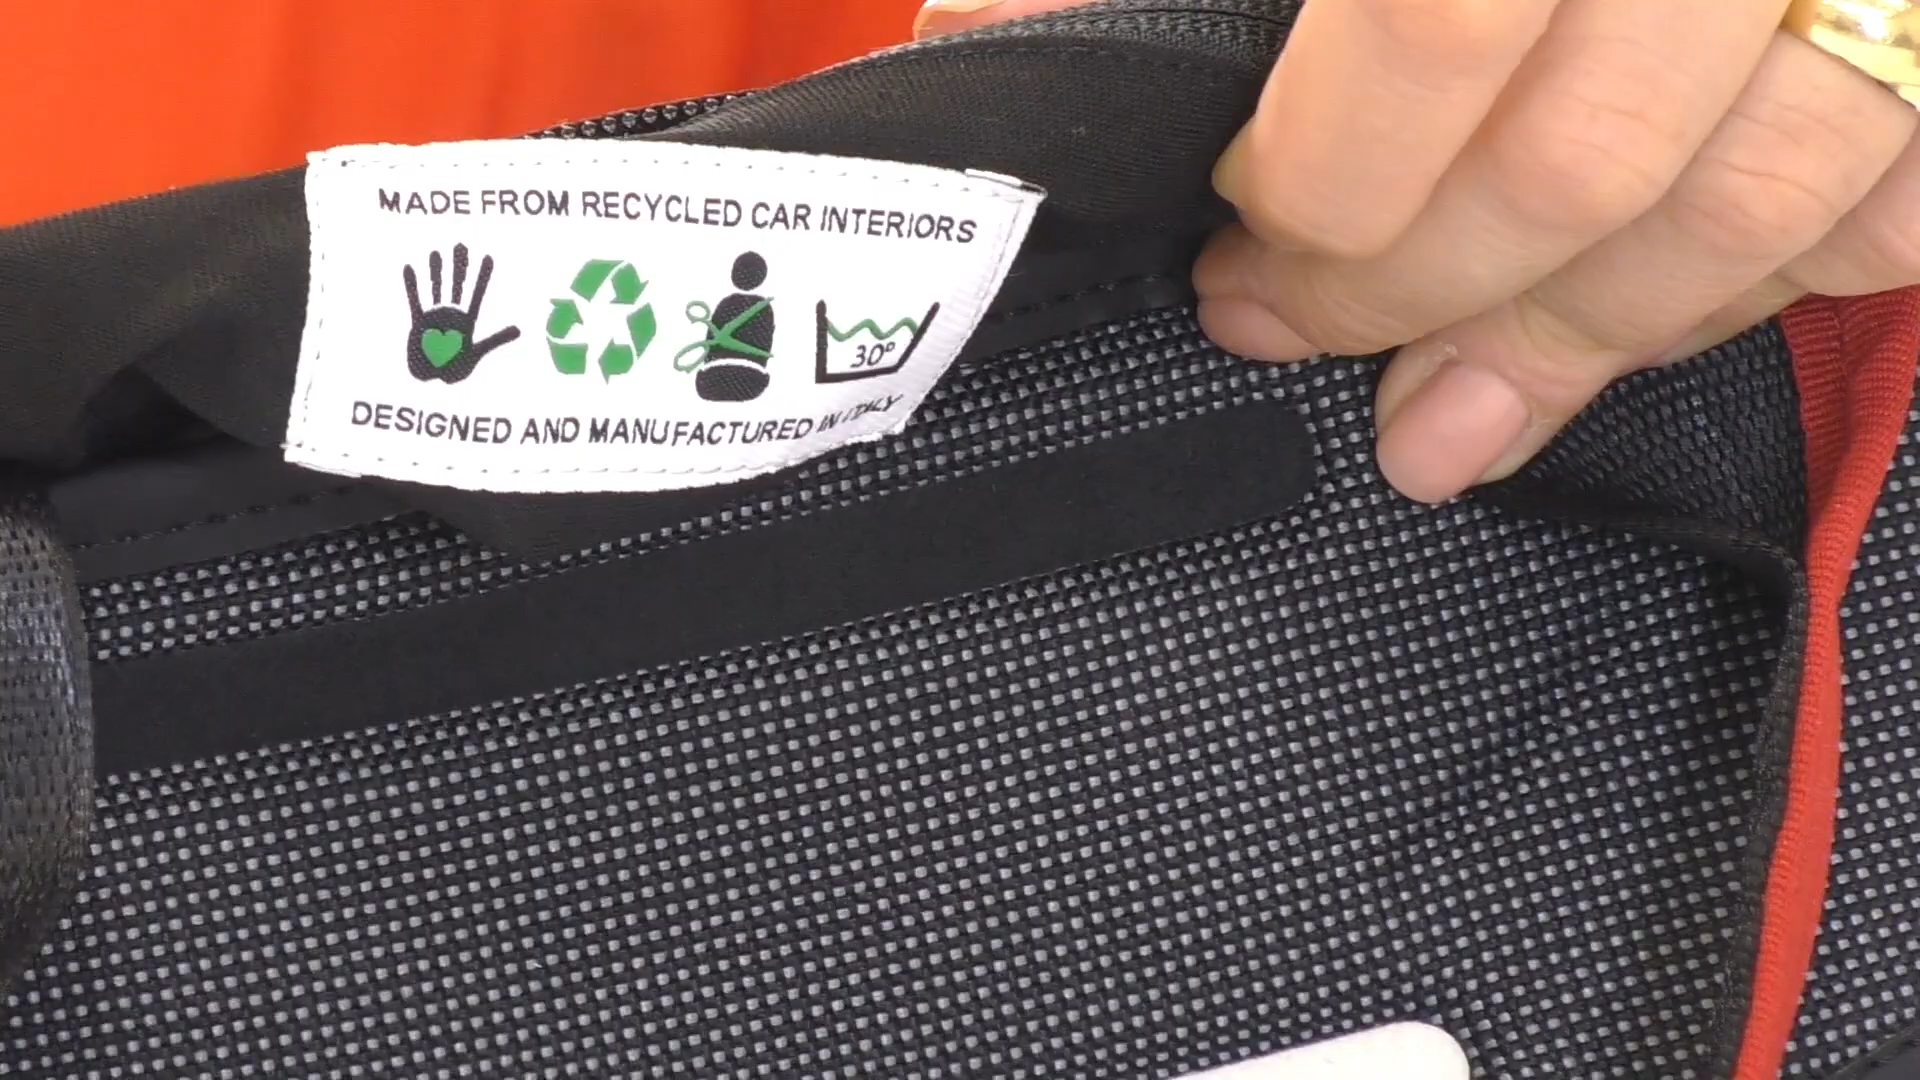 MADE FROM RECYCLED CAR INTERIORS
30°
DESIGNED AND MANUFACTURED IN ITALY